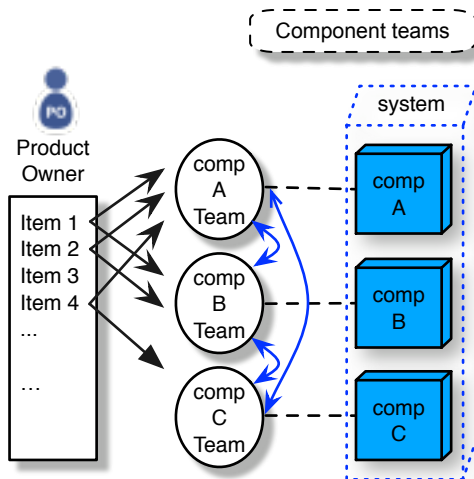 Component teams
system
PO
Product
Owner
Item 1
Item 2
Item 3
Item 4
...
...
comp
A
Team
comp
B
Team
comp
C
Team
comp
A
comp
B
comp
C